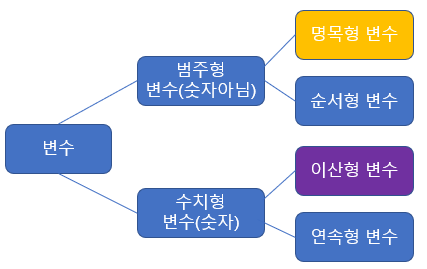 변수
범주형
변수(숫자아님)
명목형 변수
순서형 변수
수치형
변수(숫자)
이산형 변수
연속형 변수